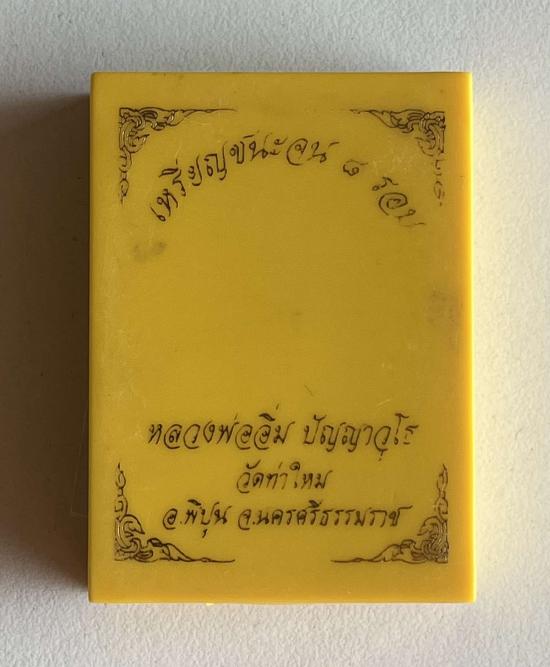 เหรียญชนะจน ๘ รอบ
หลวงพ่ออิ่ม ปัญญาวุโธ
วัดท่าใหม
อ.พิปูน จ.นครศรีธรรมราช